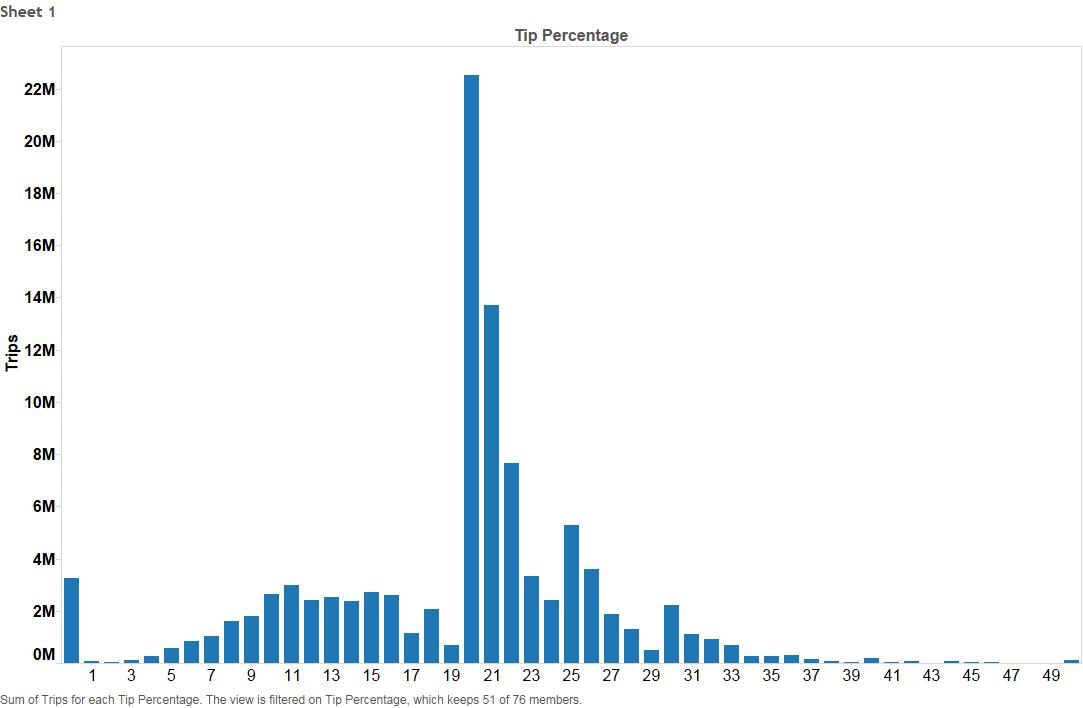 Sheet 1
Tip Percentage
22M
20M
18M
16M
14M
12M
10M
8M
6M
4M
2M
0M
Trips
1 3 5 7 9 11 13 15 17 19 21 23 25 27 29 31 33 35 37 39 41 43 45 47 49
Sum of Trips for each Tip Percentage. The view is filtered on Tip Percentage, which keeps 51 of 76 members.